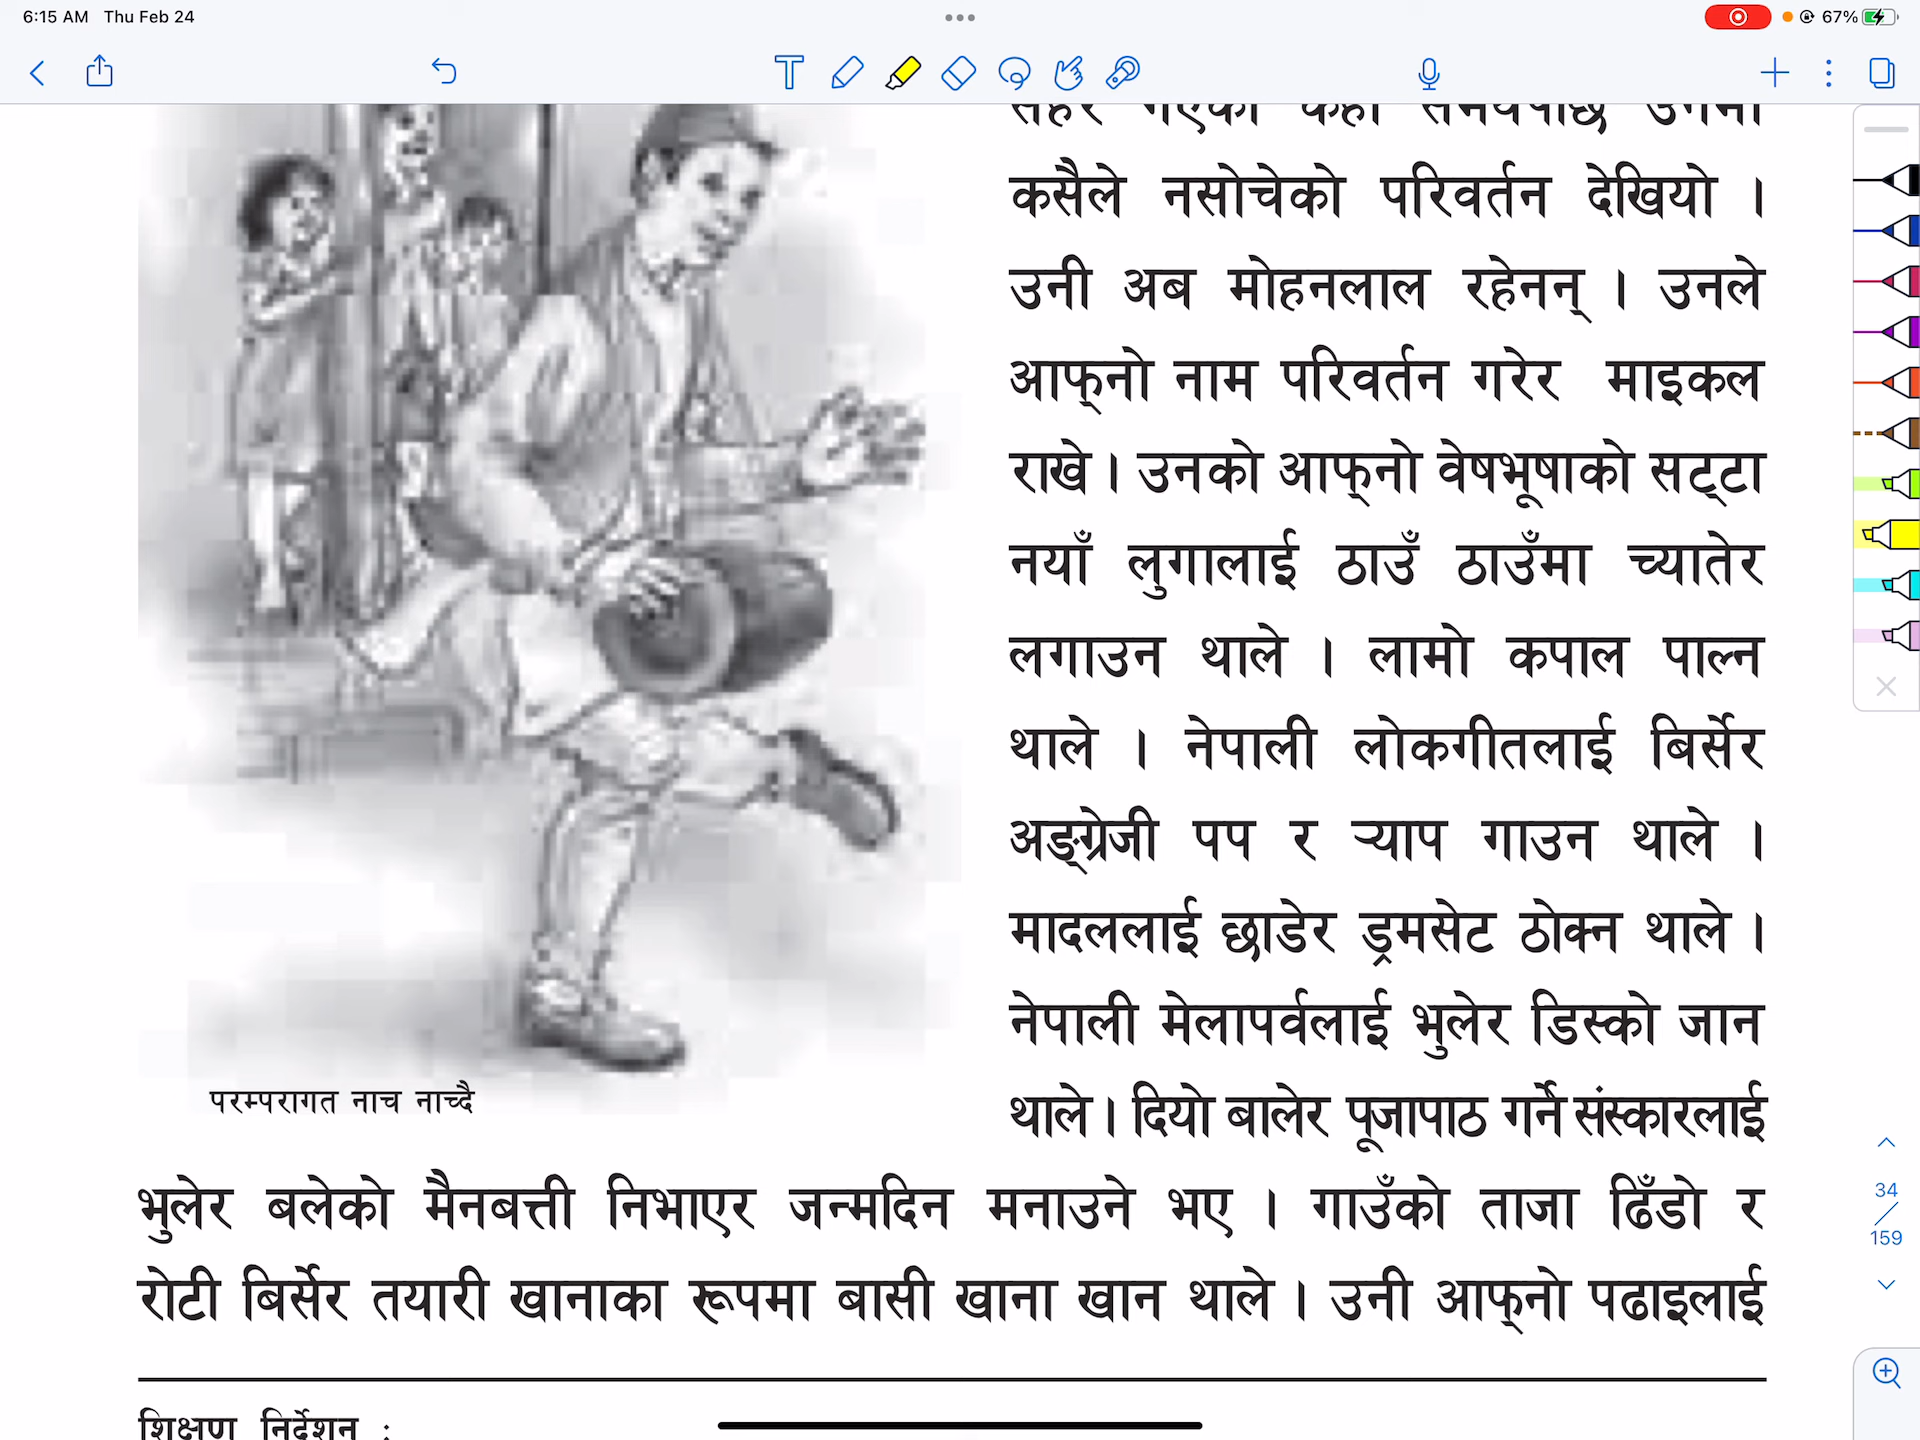 6:15 AM Thu Feb 24
67%
कसैले नसोचेको परिवर्तन देखियो ।
उनी अब मोहनलाल रहेनन् । उनले
आफ्नो नाम परिवर्तन गरेर माइकल
राखे । उनको आफ्नो वेषभूषाको सट्टा
नयाँ लुगालाई ठाउँ ठाउँमा च्यातेर
लगाउन थाले । लामो कपाल पाल्न
थाले । नेपाली लोकगीतलाई बिर्सेर
अङ्ग्रेजी पप र ऱ्याप गाउन थाले ।
मादललाई छाडेर ड्रमसेट ठोक्न थाले ।
नेपाली मेलापर्वलाई भुलेर डिस्को जान
थाले । दियो बालेर पूजापाठ गर्ने संस्कारलाई
परम्परागत नाच नाच्दै
भुलेर बलेको मैनबत्ती निभाएर जन्मदिन मनाउने भए । गाउँको ताजा ढिँडो र
रोटी बिर्सेर तयारी खानाका रूपमा बासी खाना खान थाले । उनी आफ्नो पढाइलाई
शिक्षण निर्देशन :
34
/
159